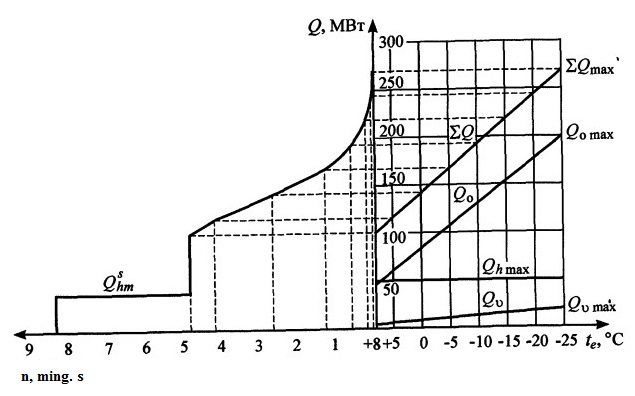 Q, МВт
300
ΣQmax
250
200
ΣQ
Qo max
150
Qo
100
Q^s_hm
Qh max
50
Qυ
Qυ max
9 8 7 6 5 4 3 2 1 +8 +5 0 -5 -10 -15 -20 -25 te, °C
n, ming. s